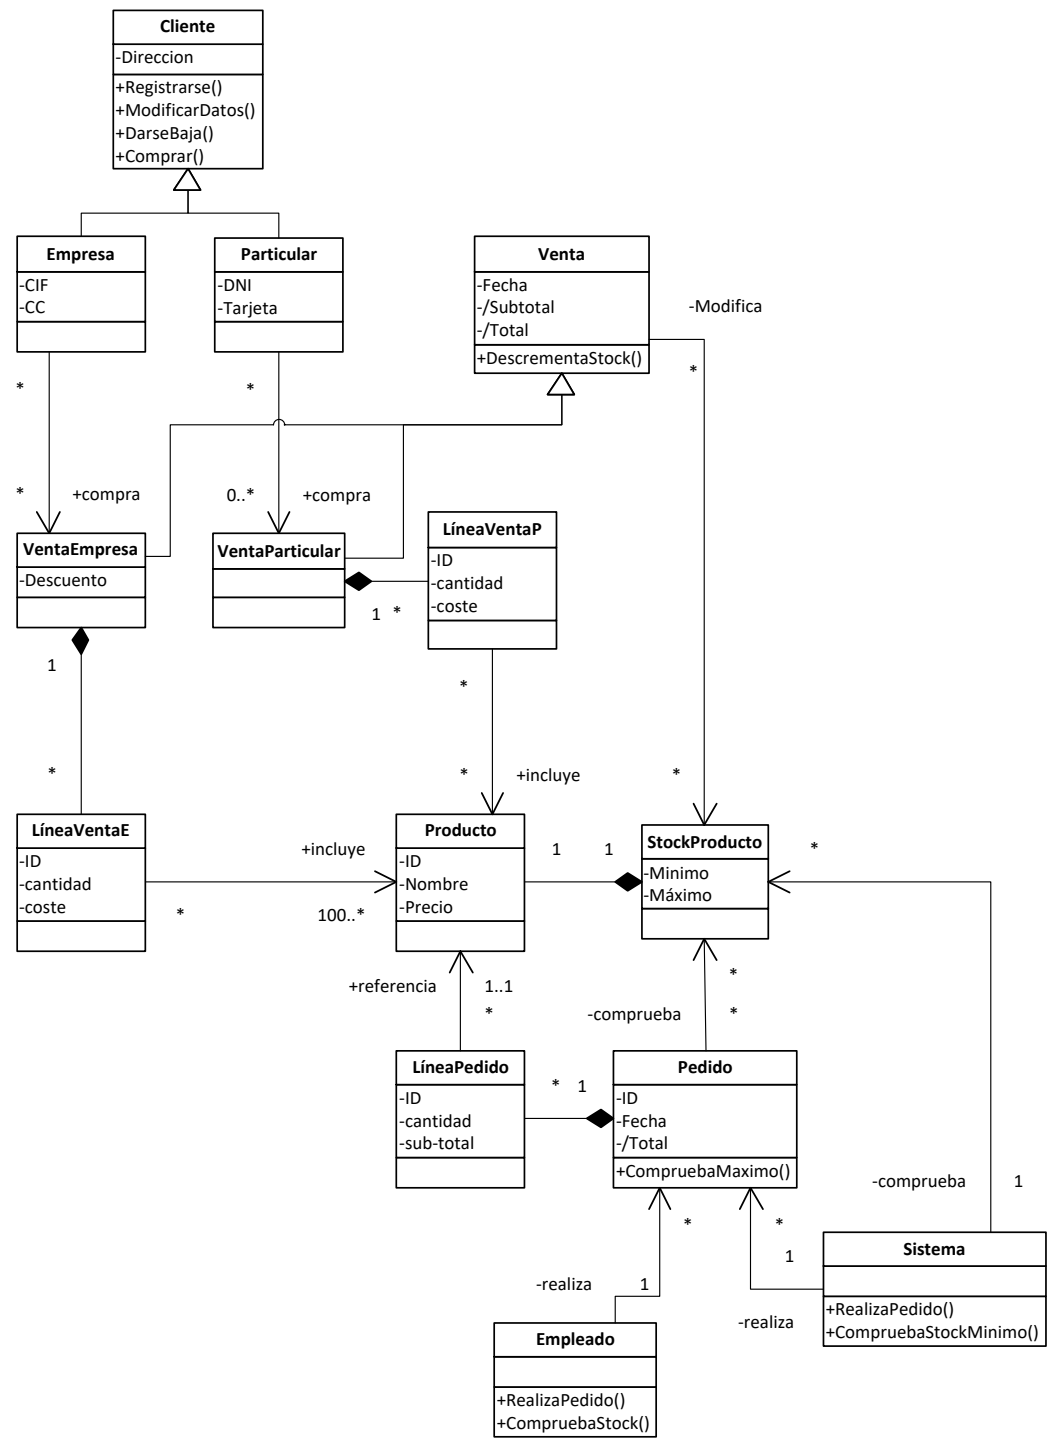 Cliente
-Direccion
+Registrarse()
+ModificarDatos()
+DarseBaja()
+Comprar()
Empresa
-CIF
-CC
Particular
-DNI
-Tarjeta
Venta
-Fecha
-/Subtotal
-/Total
+DescrementaStock()
-Modifica
*
*
*
*
+compra
0..*
+compra
VentaEmpresa
-Descuento
VentaParticular
LíneaVentaP
-ID
-cantidad
-coste
1
*
1
*
*
*
+incluye
*
LíneaVentaE
-ID
-cantidad
-coste
+incluye
*
100..*
Producto
-ID
-Nombre
-Precio
1
1
StockProducto
-Minimo
-Máximo
*
+referencia
1..1
*
-comprueba
*
*
LíneaPedido
-ID
-cantidad
-sub-total
*
1
Pedido
-ID
-Fecha
-/Total
+CompruebaMaximo()
-comprueba
1
*
*
1
-realiza
1
-realiza
Sistema
+RealizaPedido()
+CompruebaStockMinimo()
Empleado
+RealizaPedido()
+CompruebaStock()